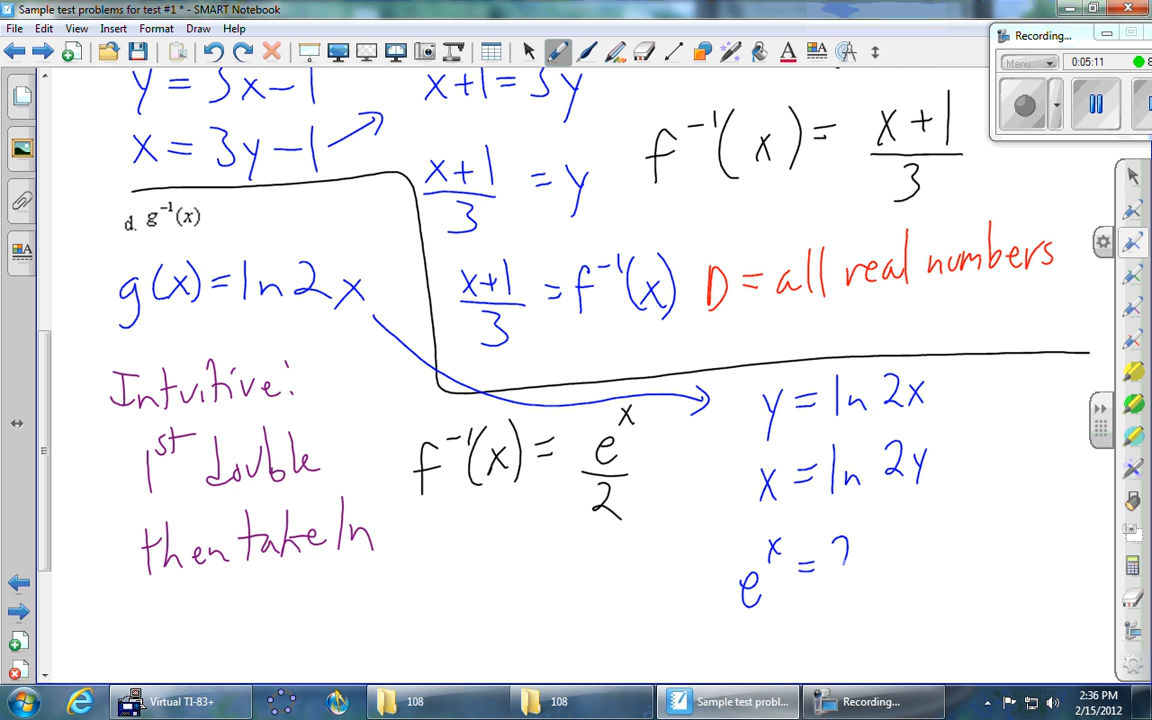 Sample test problems for test #1 * - SMART Notebook
File Edit View Insert Format Draw Help
Recording...
Menu
0:05:11
8
y = 3x-1
x+1 = 3y
x = 3y-1
x+1/3 = y
f⁻¹(x) = x+1/3
d. g⁻¹(x)
g(x) = ln 2x
x+1/3 = f⁻¹(x)
D = all real numbers
Intuitive:
1st double
then take ln
f⁻¹(x) = eˣ/2
y = ln 2x
x = ln 2y
eˣ = 2
Virtual TI-83+
108
108
Sample test probl...
Recording...
2:36 PM
2/15/2012